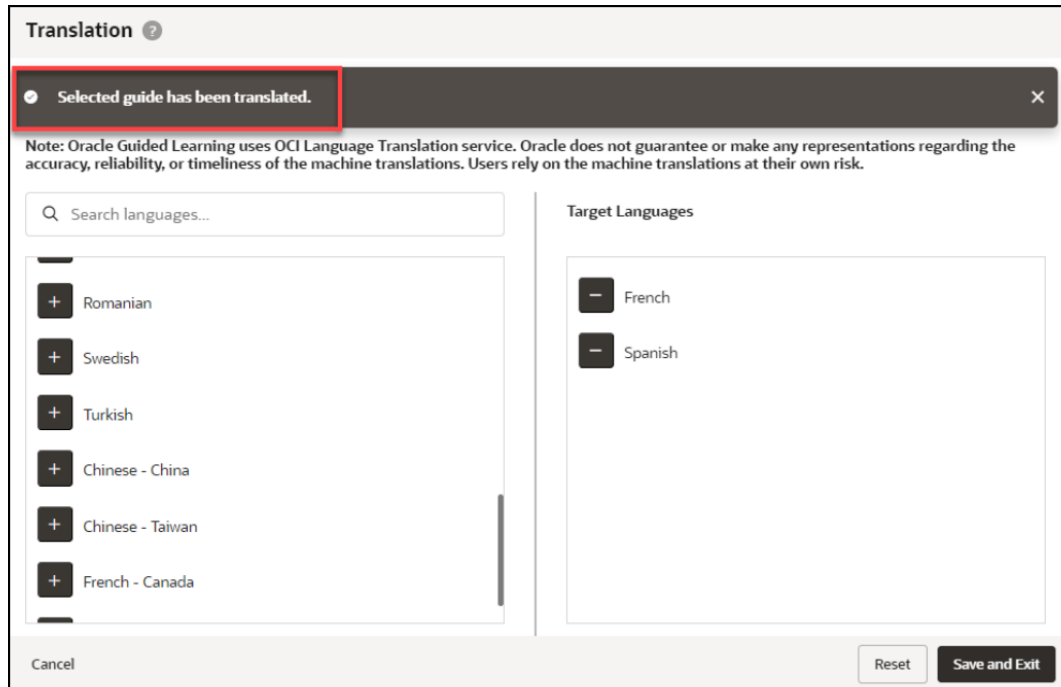 Translation ?
Selected guide has been translated.
Note: Oracle Guided Learning uses OCI Language Translation service. Oracle does not guarantee or make any representations regarding the
accuracy, reliability, or timeliness of the machine translations. Users rely on the machine translations at their own risk.
Search languages...
Romanian
Swedish
Turkish
Chinese - China
Chinese - Taiwan
French - Canada
Target Languages
French
Spanish
Cancel
Reset
Save and Exit